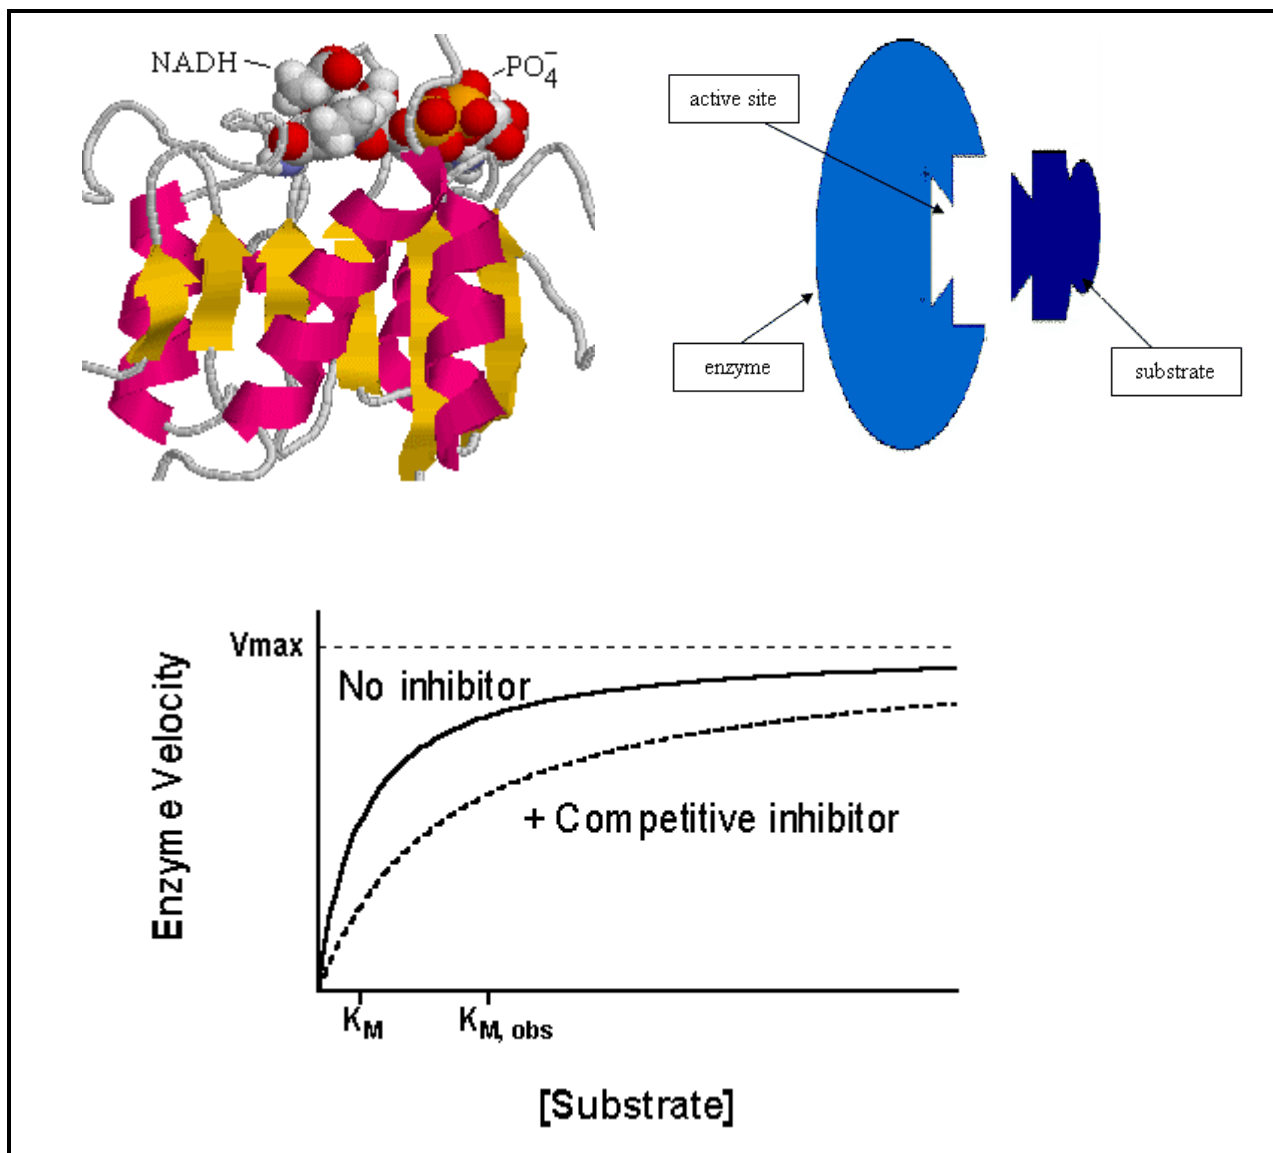 NADH
PO4−
active site
enzyme
substrate
Vmax
No inhibitor
+ Competitive inhibitor
Enzyme Velocity
KM
KM, obs
[Substrate]